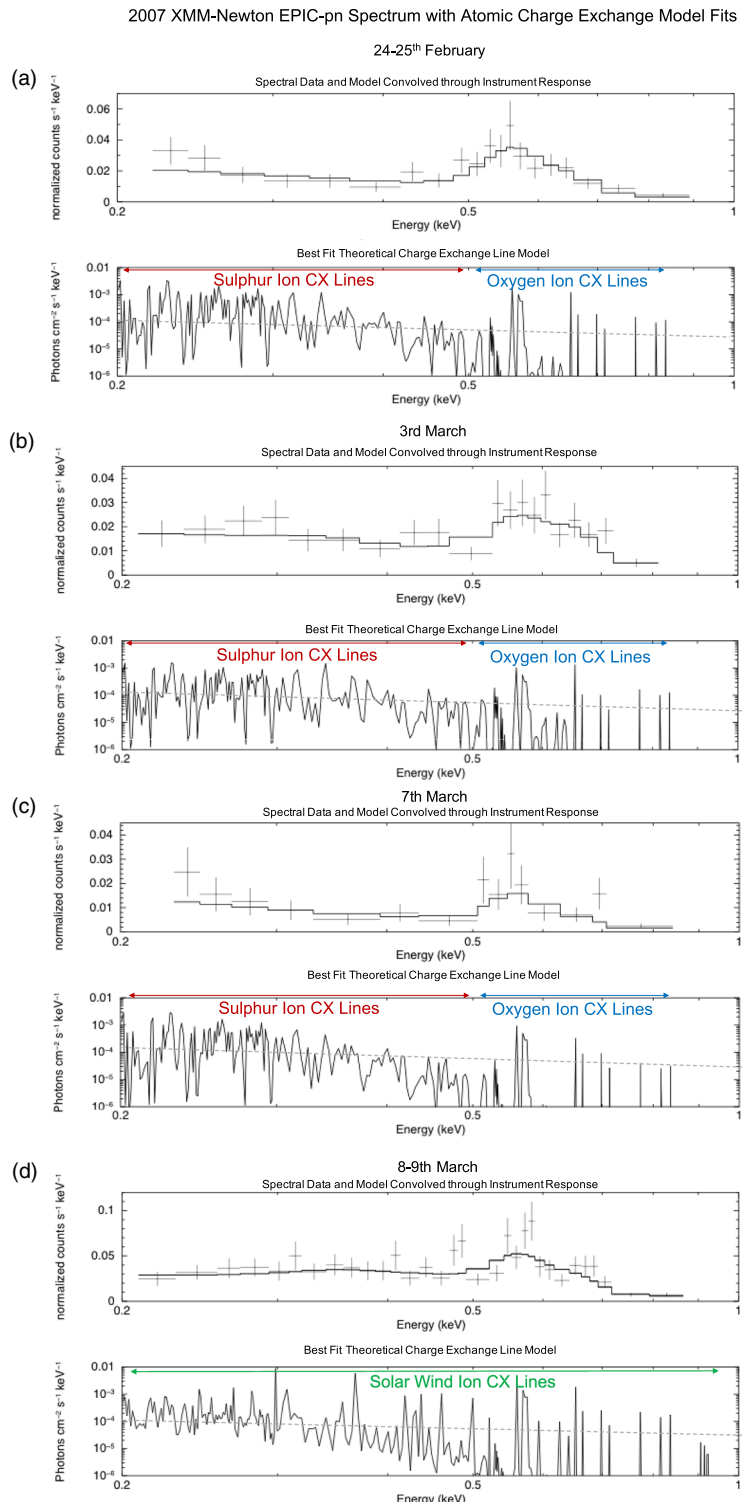 2007 XMM-Newton EPIC-pn Spectrum with Atomic Charge Exchange Model Fits
24-25th February
(a)
Spectral Data and Model Convolved through Instrument Response
normalized counts s⁻¹ keV⁻¹
0.06
0.04
0.02
0
0.2
0.5
1
Energy (keV)
Best Fit Theoretical Charge Exchange Line Model
Photons cm⁻² s⁻¹ keV⁻¹
0.01
10⁻³
10⁻⁴
10⁻⁵
10⁻⁶
Sulphur Ion CX Lines
Oxygen Ion CX Lines
0.2
0.5
1
Energy (keV)
3rd March
(b)
Spectral Data and Model Convolved through Instrument Response
normalized counts s⁻¹ keV⁻¹
0.04
0.03
0.02
0.01
0
0.2
0.5
1
Energy (keV)
Best Fit Theoretical Charge Exchange Line Model
Photons cm⁻² s⁻¹ keV⁻¹
0.01
10⁻³
10⁻⁴
10⁻⁵
10⁻⁶
Sulphur Ion CX Lines
Oxygen Ion CX Lines
0.2
0.5
1
Energy (keV)
(c)
7th March
Spectral Data and Model Convolved through Instrument Response
normalized counts s⁻¹ keV⁻¹
0.04
0.03
0.02
0.01
0
0.2
0.5
1
Energy (keV)
Best Fit Theoretical Charge Exchange Line Model
Photons cm⁻² s⁻¹ keV⁻¹
0.01
10⁻³
10⁻⁴
10⁻⁵
10⁻⁶
Sulphur Ion CX Lines
Oxygen Ion CX Lines
0.2
0.5
1
Energy (keV)
(d)
8-9th March
Spectral Data and Model Convolved through Instrument Response
normalized counts s⁻¹ keV⁻¹
0.1
0.05
0
0.2
0.5
1
Energy (keV)
Best Fit Theoretical Charge Exchange Line Model
Photons cm⁻² s⁻¹ keV⁻¹
0.01
10⁻³
10⁻⁴
10⁻⁵
10⁻⁶
Solar Wind Ion CX Lines
0.2
0.5
1
Energy (keV)